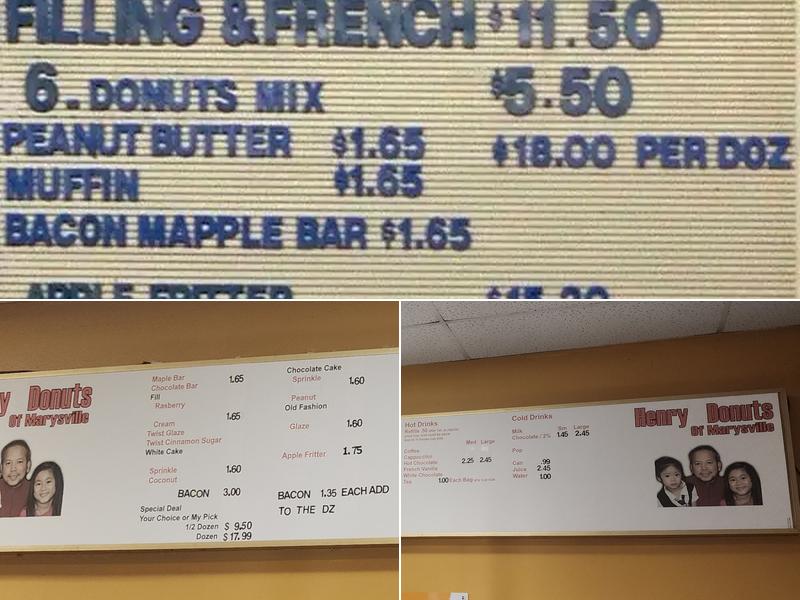 FILLING & FRENCH $11.50
6. DONUTS MIX $5.50
PEANUT BUTTER $1.65 $18.00 PER DOZ
MUFFIN $1.65
BACON MAPPLE BAR $1.65
APPLE FRITTER
y Donuts
Of Marysville
Maple Bar 1.65
Chocolate Bar
Fill
Rasberry
Cream 1.65
Twist Glaze
Twist Cinnamon Sugar
White Cake
Sprinkle 1.60
Coconut
BACON 3.00
Special Deal
Your Choice or My Pick
1/2 Dozen $ 9.50
Dozen $ 17.99
Chocolate Cake
Sprinkle 1.60
Peanut
Old Fashion
Glaze 1.60
Apple Fritter 1.75
BACON 1.35 EACH ADD
TO THE DZ
Hot Drinks
Med Large
Coffee
Cappuccino
Hot Chocolate 2.25 2.45
French Vanilla
White Chocolate
Tea 1.00 Each Bag
Cold Drinks
Sm Large
Milk
Chocolate / 2% 1.45 2.45
Pop
Can .99
Juice 2.45
Water 1.00
Henry Donuts
Of Marysville